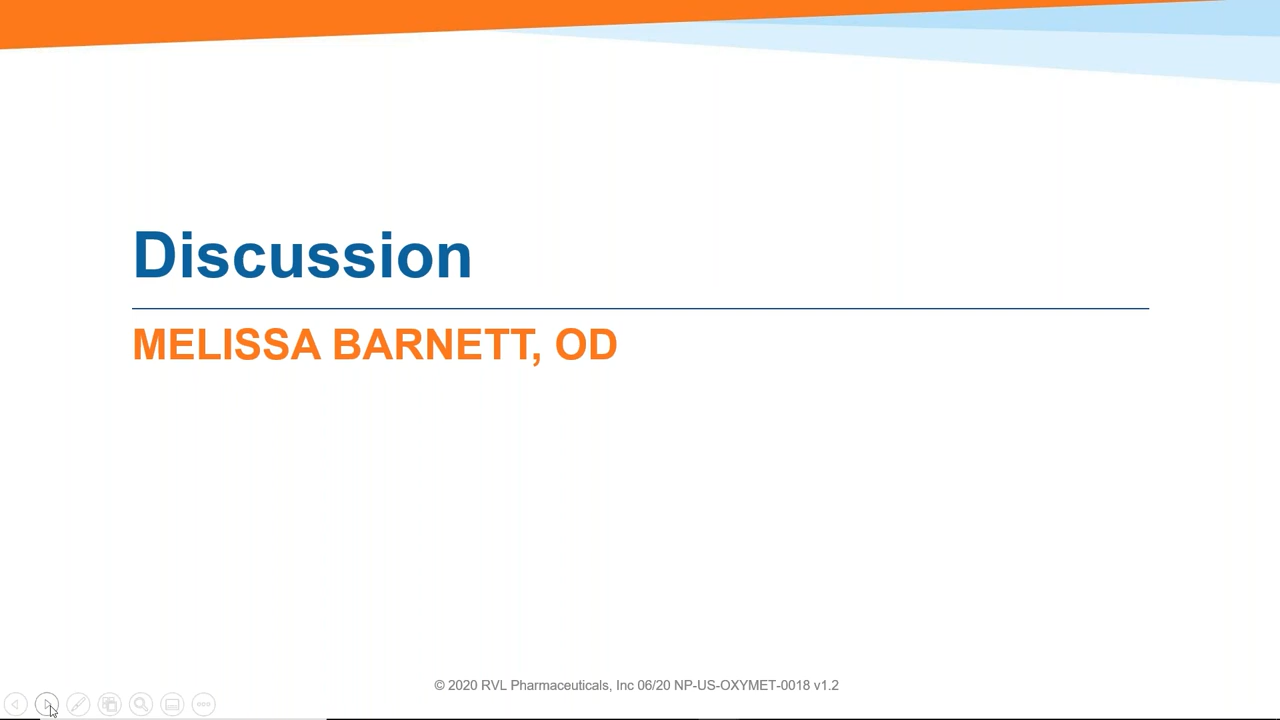 Discussion
MELISSA BARNETT, OD
© 2020 RVL Pharmaceuticals, Inc 06/20 NP-US-OXYMET-0018 v1.2